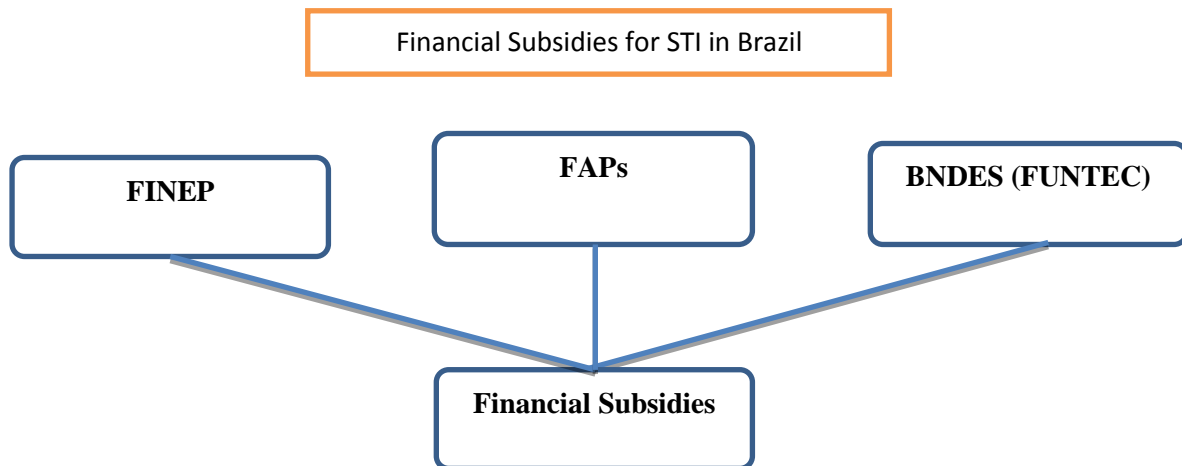 Financial Subsidies for STI in Brazil
FINEP
FAPs
BNDES (FUNTEC)
Financial Subsidies